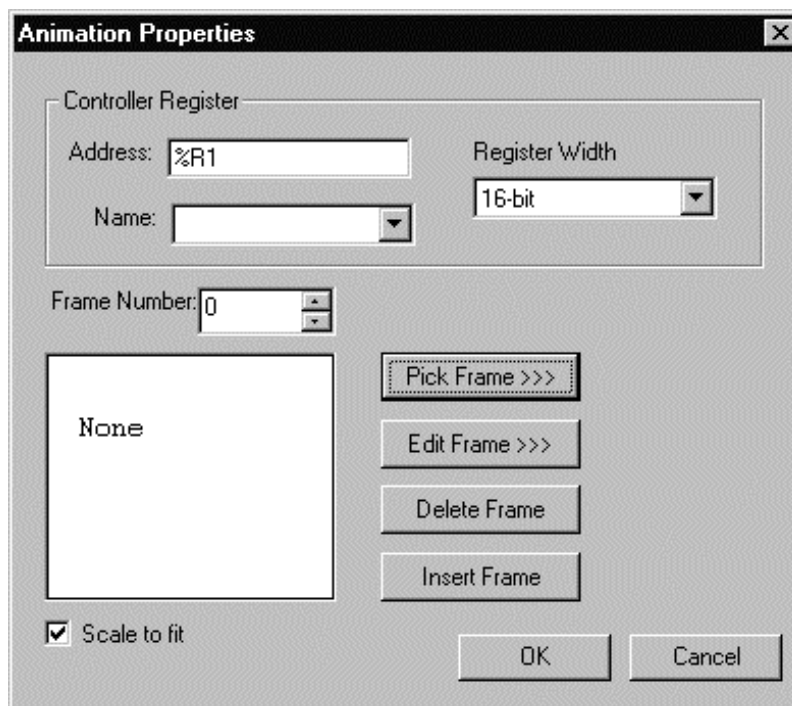 Animation Properties
Controller Register
Address: %R1
Register Width
16-bit
Name:
Frame Number: 0
None
Pick Frame >>>
Edit Frame >>>
Delete Frame
Insert Frame
Scale to fit
OK
Cancel